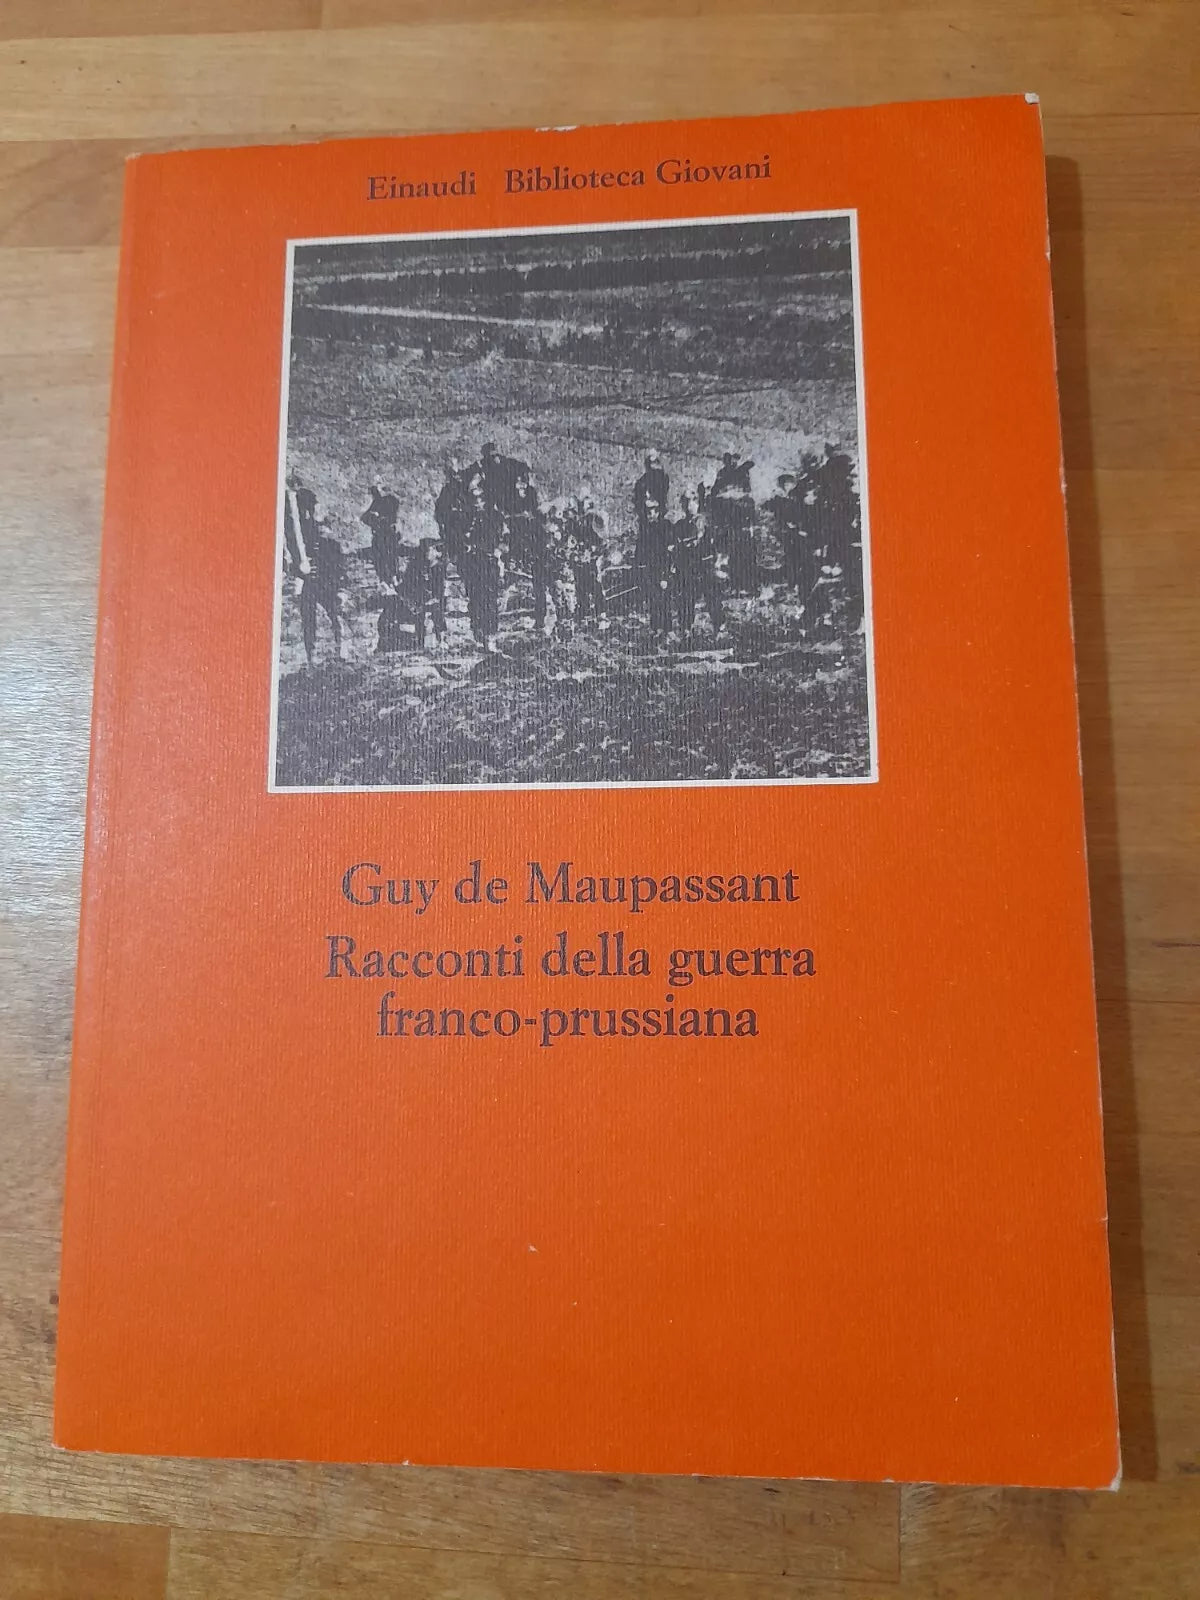 Einaudi Biblioteca Giovani
Guy de Maupassant
Racconti della guerra
franco-prussiana